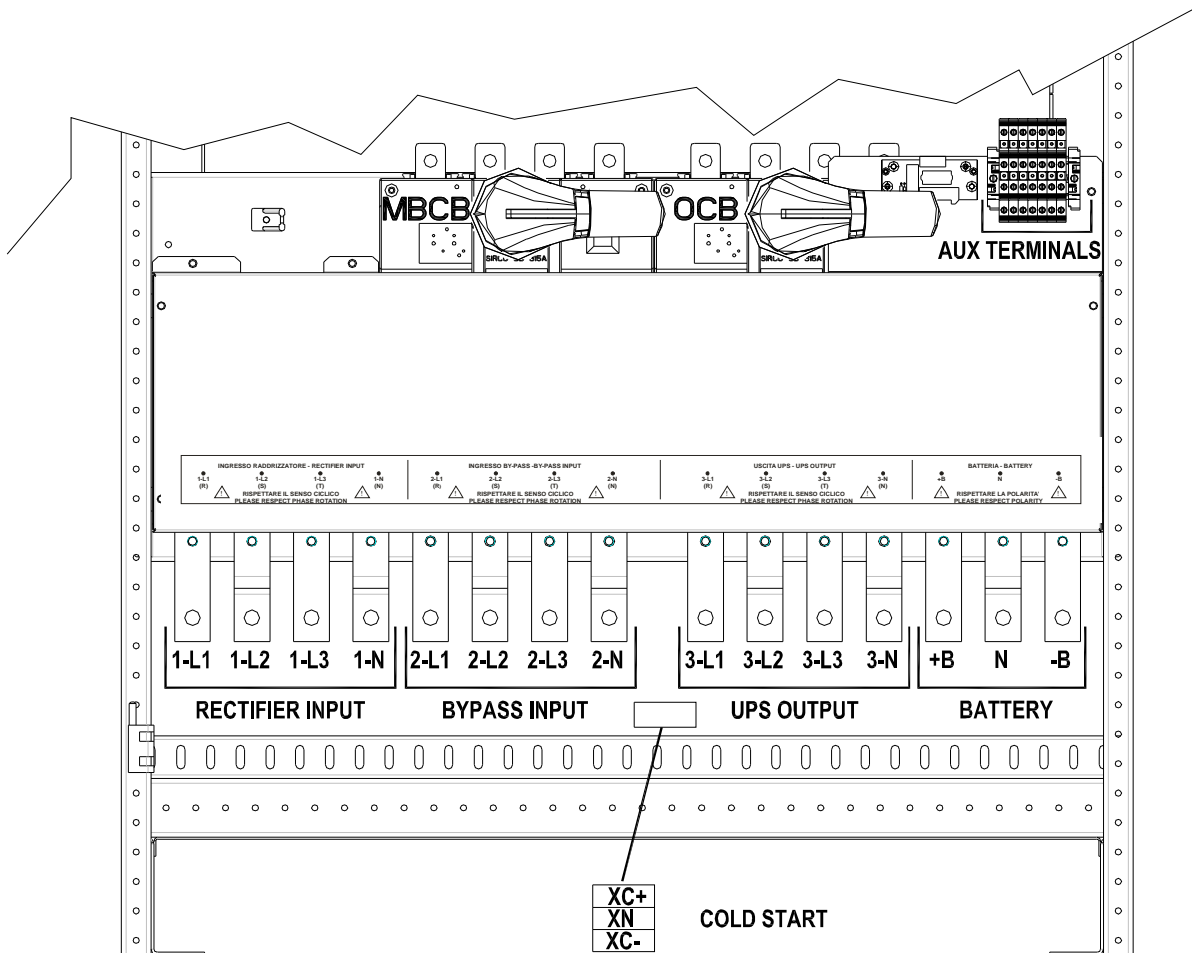 MBCB
OCB
AUX TERMINALS
INGRESSO RADDRIZZATORE - RECTIFIER INPUT
1-L1 1-L2 1-L3 1-N
(R) (S) (T) (N)
RISPETTARE IL SENSO CICLICO
PLEASE RESPECT PHASE ROTATION
INGRESSO BY-PASS -BY-PASS INPUT
2-L1 2-L2 2-L3 2-N
(R) (S) (T) (N)
RISPETTARE IL SENSO CICLICO
PLEASE RESPECT PHASE ROTATION
USCITA UPS - UPS OUTPUT
3-L1 3-L2 3-L3 3-N
(R) (S) (T) (N)
RISPETTARE IL SENSO CICLICO
PLEASE RESPECT PHASE ROTATION
BATTERIA - BATTERY
+B N -B
RISPETTARE LA POLARITA'
PLEASE RESPECT POLARITY
1-L1 1-L2 1-L3 1-N 2-L1 2-L2 2-L3 2-N 3-L1 3-L2 3-L3 3-N +B N -B
RECTIFIER INPUT BYPASS INPUT UPS OUTPUT BATTERY
XC+
XN
XC-
COLD START